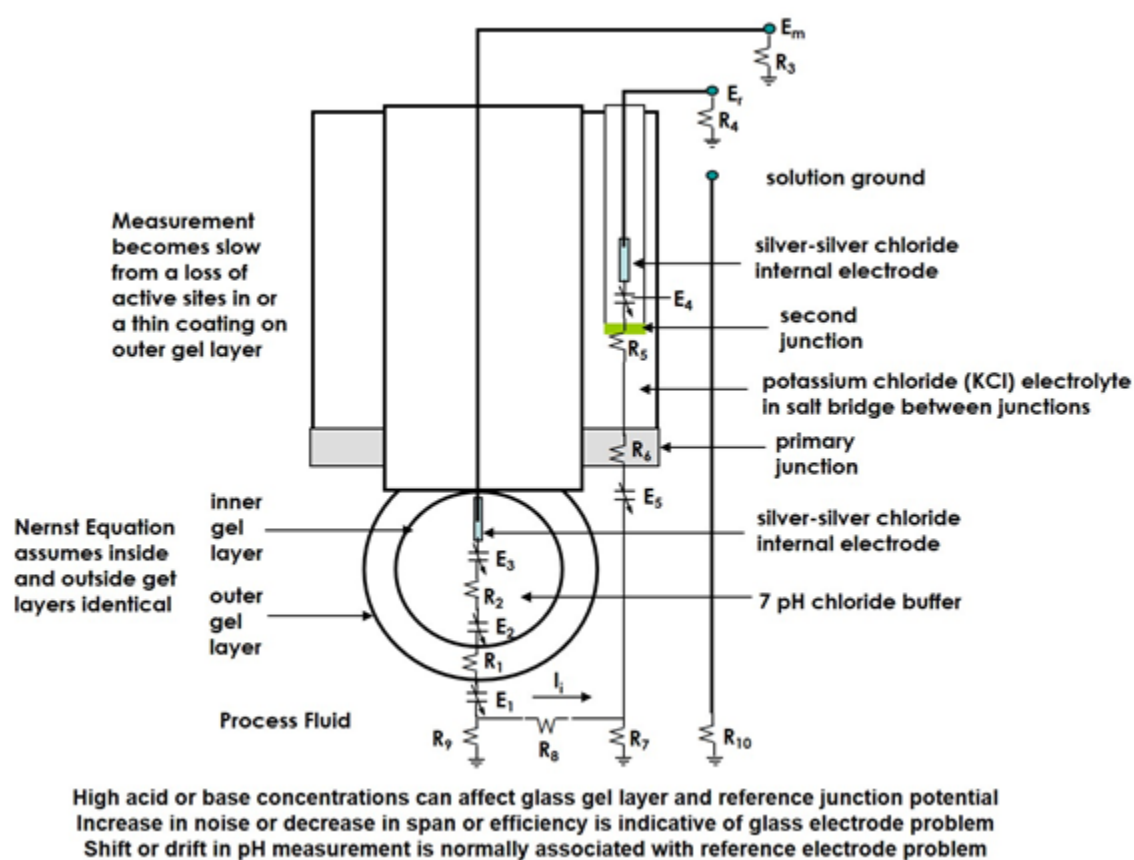 Em
R3
Er
R4
solution ground
Measurement
becomes slow
from a loss of
active sites in or
a thin coating on
outer gel layer
silver-silver chloride
internal electrode
E4
second
junction
R5
potassium chloride (KCl) electrolyte
in salt bridge between junctions
R6
primary
junction
E5
inner
gel
layer
Nernst Equation
assumes inside
and outside get
layers identical
silver-silver chloride
internal electrode
E3
R2
7 pH chloride buffer
outer
gel
layer
E2
R1
Ii
E1
Process Fluid
R9
R8
R7
R10
High acid or base concentrations can affect glass gel layer and reference junction potential
Increase in noise or decrease in span or efficiency is indicative of glass electrode problem
Shift or drift in pH measurement is normally associated with reference electrode problem